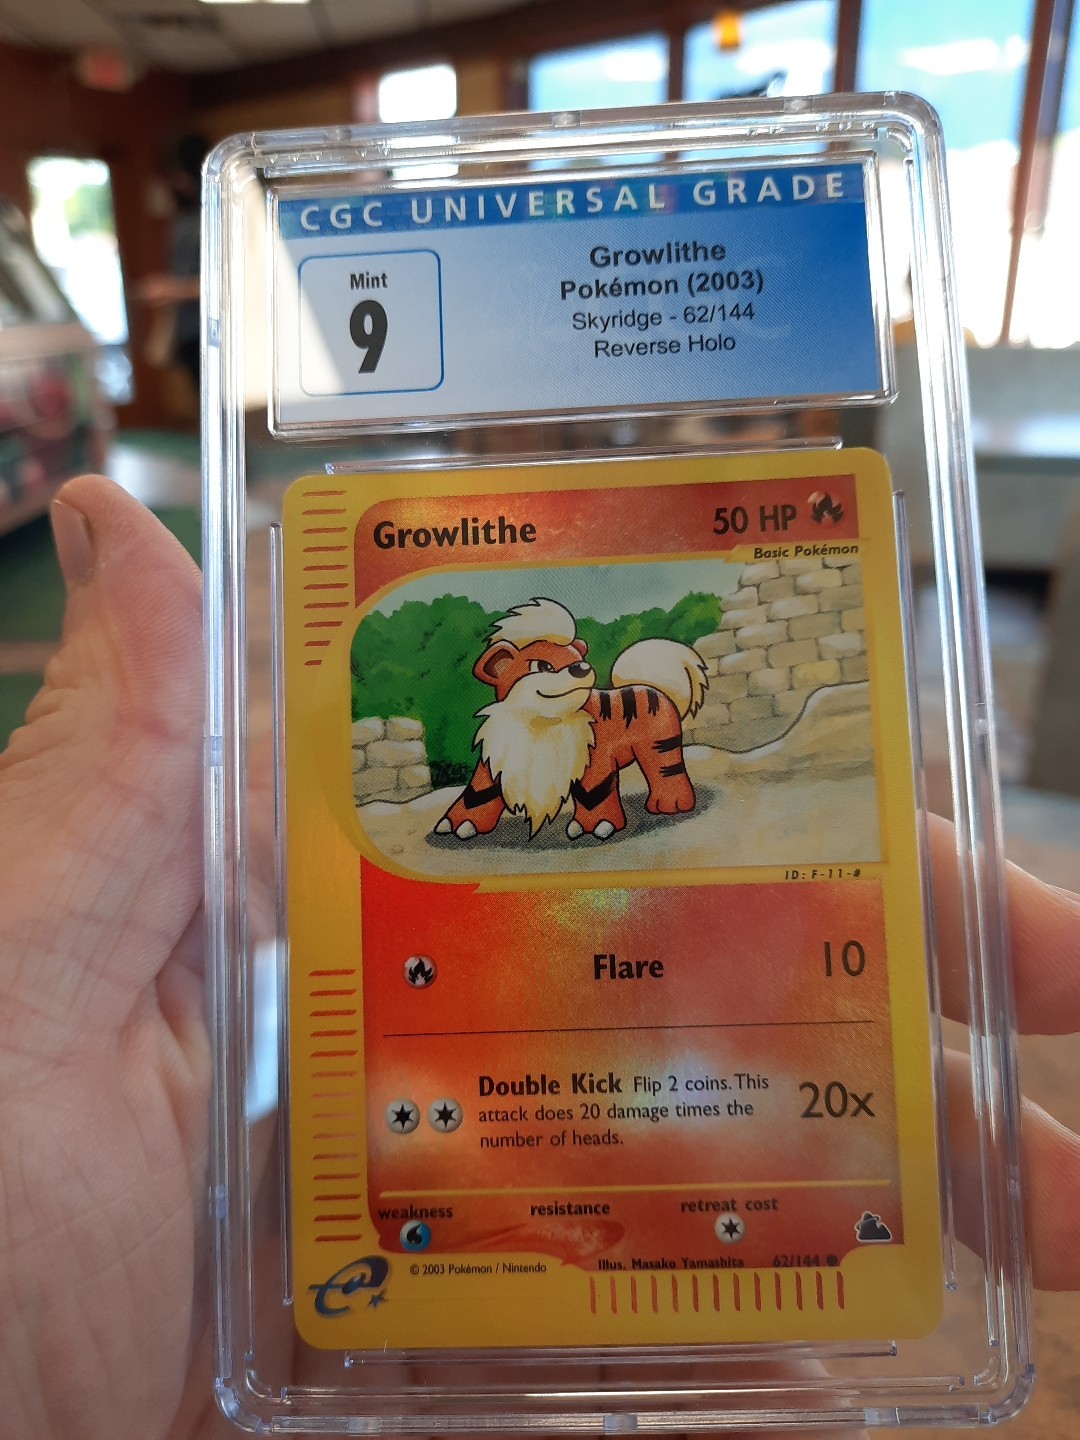 CGC UNIVERSAL GRADE
Mint
9
Growlithe
Pokémon (2003)
Skyridge - 62/144
Reverse Holo
Growlithe
50 HP
Basic Pokémon
ID: F-11-#
Flare 10
Double Kick Flip 2 coins. This
attack does 20 damage times the
number of heads.
20x
weakness resistance retreat cost
© 2003 Pokémon / Nintendo
Illus. Masako Yamashita 62/144
e